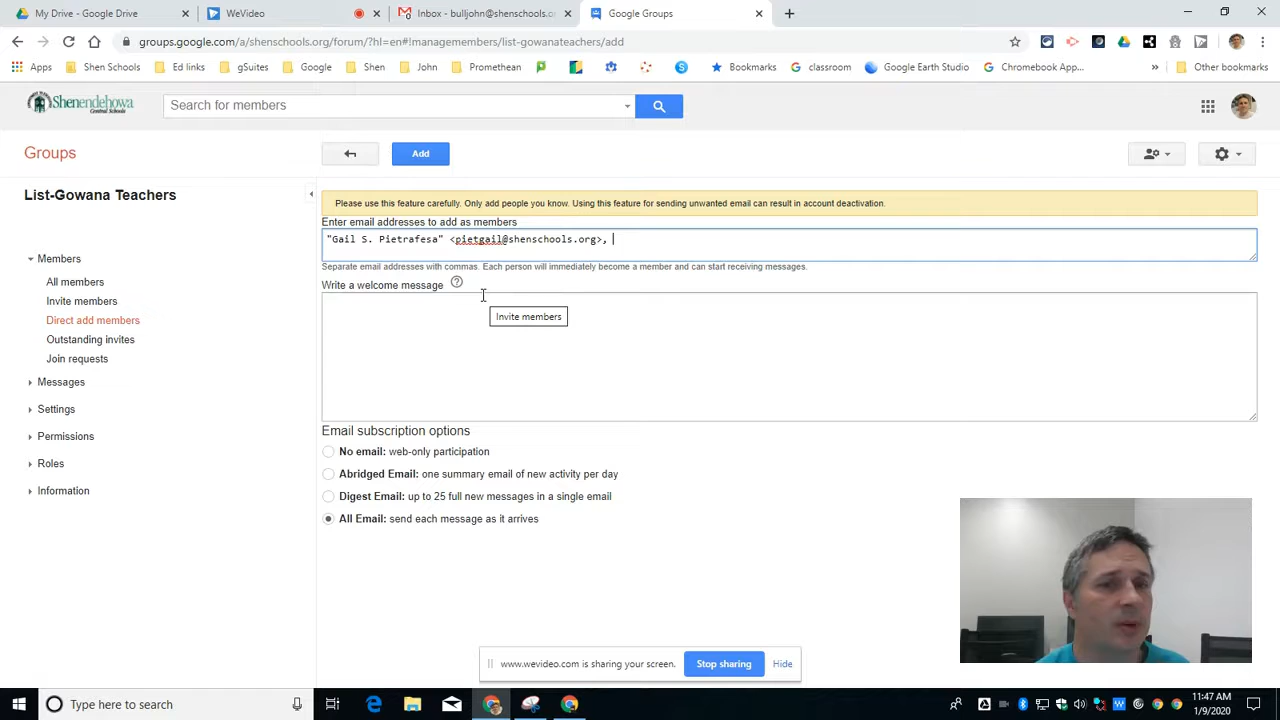 My Drive - Google Drive
WeVideo
Inbox - bulljohn@shenschools.or
Google Groups
groups.google.com/a/shenschools.org/forum/?hl=en#!managemembers/list-gowanateachers/add
Apps
Shen Schools
Ed links
gSuites
Google
Shen
John
Promethean
Bookmarks
classroom
Google Earth Studio
Chromebook App...
Other bookmarks
Shenendehowa
Central Schools
Search for members
Groups
Add
List-Gowana Teachers
Please use this feature carefully. Only add people you know. Using this feature for sending unwanted email can result in account deactivation.
Enter email addresses to add as members
"Gail S. Pietrafesa" <pietgail@shenschools.org>,
Separate email addresses with commas. Each person will immediately become a member and can start receiving messages.
Write a welcome message
Invite members
Members
All members
Invite members
Direct add members
Outstanding invites
Join requests
Messages
Settings
Permissions
Roles
Information
Email subscription options
No email: web-only participation
Abridged Email: one summary email of new activity per day
Digest Email: up to 25 full new messages in a single email
All Email: send each message as it arrives
www.wevideo.com is sharing your screen.
Stop sharing
Hide
Type here to search
11:47 AM
1/9/2020